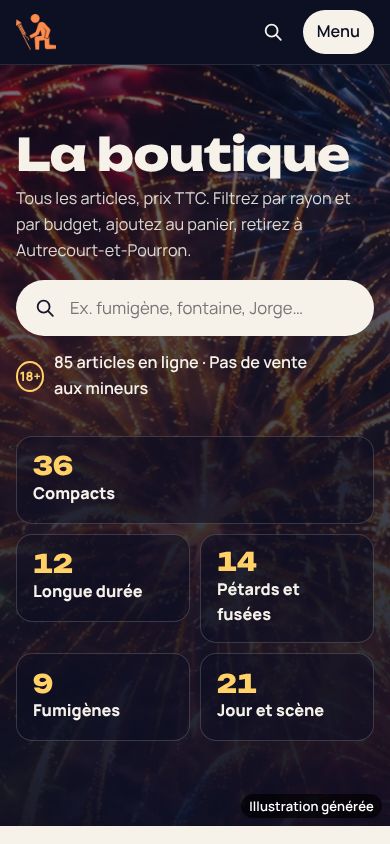 Menu
La boutique
Tous les articles, prix TTC. Filtrez par rayon et
par budget, ajoutez au panier, retirez à
Autrecourt-et-Pourron.
Ex. fumigène, fontaine, Jorge...
18+
85 articles en ligne · Pas de vente
aux mineurs
36
Compacts
12
Longue durée
14
Pétards et
fusées
9
Fumigènes
21
Jour et scène
Illustration générée